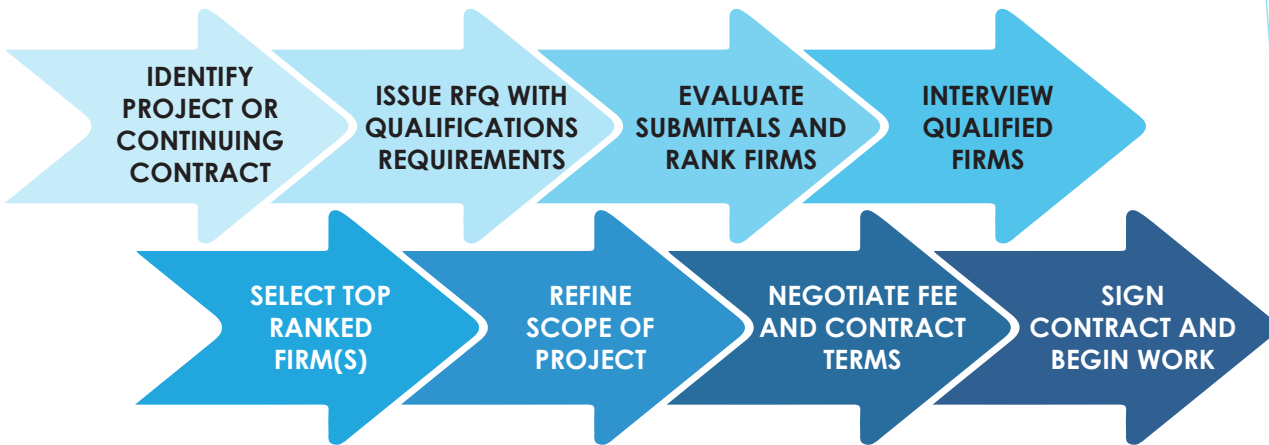 IDENTIFY
PROJECT OR
CONTINUING
CONTRACT
ISSUE RFQ WITH
QUALIFICATIONS
REQUIREMENTS
EVALUATE
SUBMITTALS AND
RANK FIRMS
INTERVIEW
QUALIFIED
FIRMS
SELECT TOP
RANKED
FIRM(S)
REFINE
SCOPE OF
PROJECT
NEGOTIATE FEE
AND CONTRACT
TERMS
SIGN
CONTRACT AND
BEGIN WORK